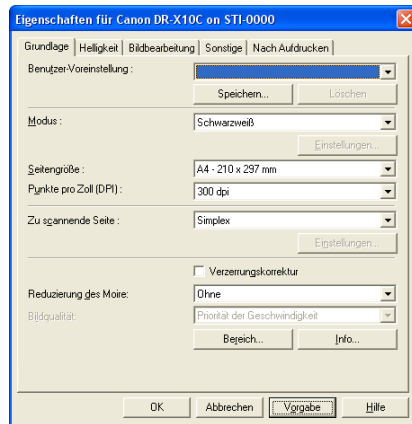 Eigenschaften für Canon DR-X10C on STI-0000
Grundlage Helligkeit Bildbearbeitung Sonstige Nach Aufdrucken
Benutzer-Voreinstellung :
Speichern... Löschen
Modus : Schwarzweiß
Einstellungen...
Seitengröße : A4 - 210 x 297 mm
Punkte pro Zoll (DPI) : 300 dpi
Zu scannende Seite : Simplex
Einstellungen...
Verzerrungskorrektur
Reduzierung des Moire: Ohne
Bildqualität: Priorität der Geschwindigkeit
Bereich... Info...
OK Abbrechen Vorgabe Hilfe